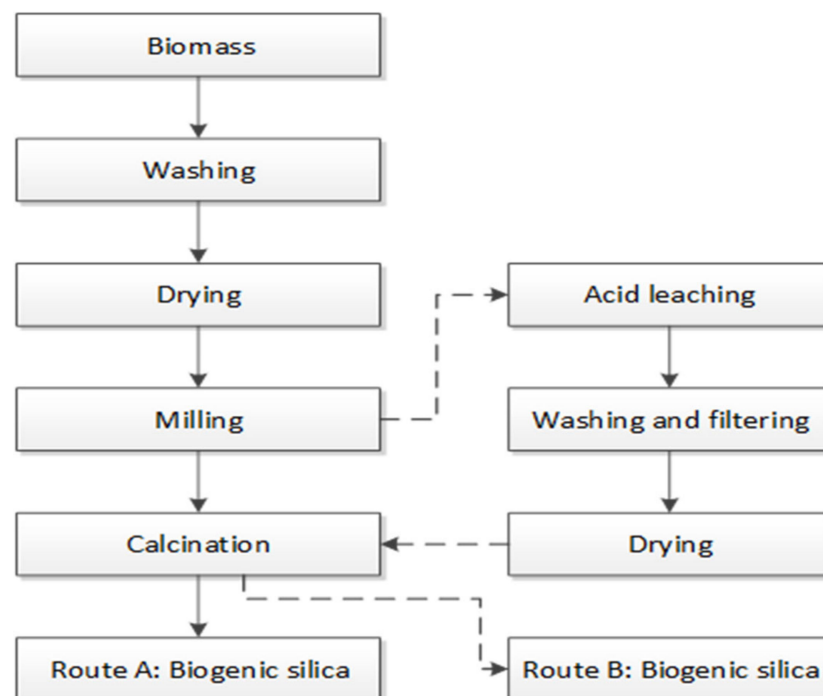 Biomass
Washing
Drying
Milling
Calcination
Route A: Biogenic silica
Acid leaching
Washing and filtering
Drying
Route B: Biogenic silica